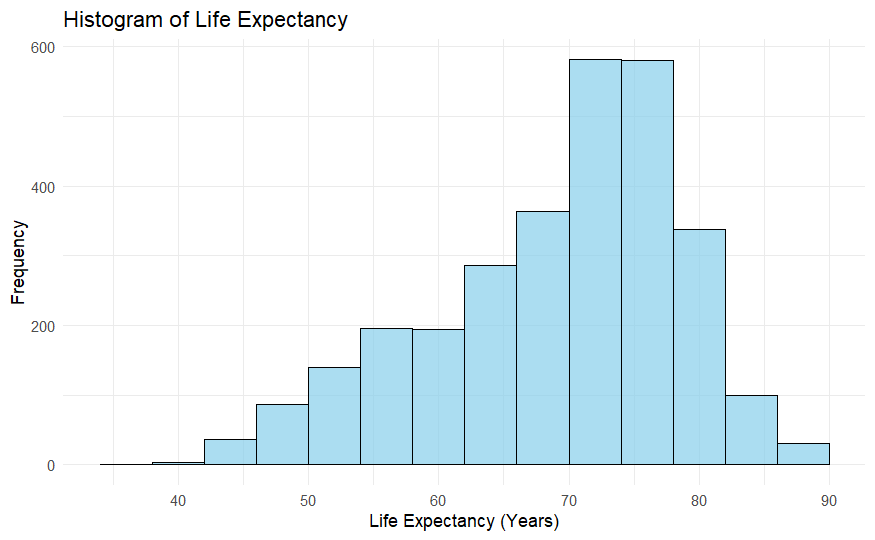 Histogram of Life Expectancy
600
400
200
0
Frequency
40 50 60 70 80 90
Life Expectancy (Years)